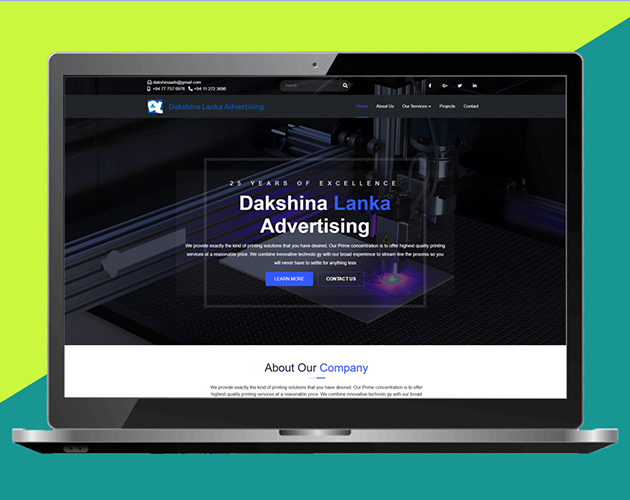 dakshinaads@gmail.com
+94 77 757 6976 +94 11 272 3696
Search
Dakshina Lanka Advertising
Home About Us Our Services Projects Contact
25 YEARS OF EXCELLENCE
Dakshina Lanka
Advertising
We provide exactly the kind of printing solutions that you have desired. Our Prime concentration is to offer highest quality printing
services at a reasonable price. We combine innovative technolo gy with our broad experience to stream line the process so you
will never have to settle for anything less
LEARN MORE CONTACT US
About Our Company
We provide exactly the kind of printing solutions that you have desired. Our Prime concentration is to offer
highest quality printing services at a reasonable price. We combine innovative technolo gy with our broad